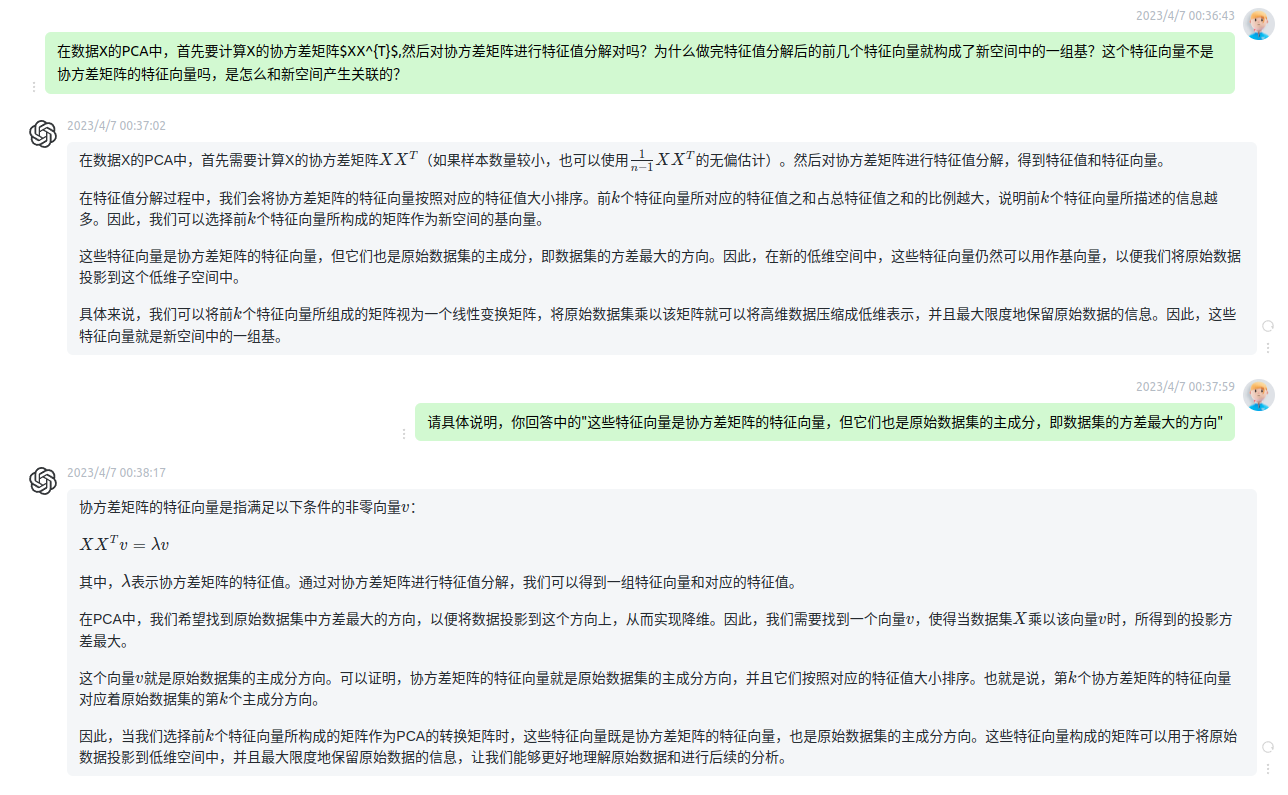 2023/4/7 00:36:43
在数据X的PCA中，首先要计算X的协方差矩阵$XX^{T}$,然后对协方差矩阵进行特征值分解对吗？为什么做完特征值分解后的前几个特征向量就构成了新空间中的一组基？这个特征向量不是
协方差矩阵的特征向量吗，是怎么和新空间产生关联的？
2023/4/7 00:37:02
在数据X的PCA中，首先需要计算X的协方差矩阵$XX^T$（如果样本数量较小，也可以使用$\frac{1}{n-1}XX^T$的无偏估计）。然后对协方差矩阵进行特征值分解，得到特征值和特征向量。
在特征值分解过程中，我们会将协方差矩阵的特征向量按照对应的特征值大小排序。前k个特征向量所对应的特征值之和占总特征值之和的比例越大，说明前k个特征向量所描述的信息越
多。因此，我们可以选择前k个特征向量所构成的矩阵作为新空间的基向量。
这些特征向量是协方差矩阵的特征向量，但它们也是原始数据集的主成分，即数据集的方差最大的方向。因此，在新的低维空间中，这些特征向量仍然可以用作基向量，以便我们将原始数据
投影到这个低维子空间中。
具体来说，我们可以将前k个特征向量所组成的矩阵视为一个线性变换矩阵，将原始数据集乘以该矩阵就可以将高维数据压缩成低维表示，并且最大限度地保留原始数据的信息。因此，这些
特征向量就是新空间中的一组基。
2023/4/7 00:37:59
请具体说明，你回答中的"这些特征向量是协方差矩阵的特征向量，但它们也是原始数据集的主成分，即数据集的方差最大的方向"
2023/4/7 00:38:17
协方差矩阵的特征向量是指满足以下条件的非零向量v：
$XX^Tv = λv$
其中，λ表示协方差矩阵的特征值。通过对协方差矩阵进行特征值分解，我们可以得到一组特征向量和对应的特征值。
在PCA中，我们希望找到原始数据集中方差最大的方向，以便将数据投影到这个方向上，从而实现降维。因此，我们需要找到一个向量v，使得当数据集X乘以该向量v时，所得到的投影方
差最大。
这个向量v就是原始数据集的主成分方向。可以证明，协方差矩阵的特征向量就是原始数据集的主成分方向，并且它们按照对应的特征值大小排序。也就是说，第k个协方差矩阵的特征向量
对应着原始数据集的第k个主成分方向。
因此，当我们选择前k个特征向量所构成的矩阵作为PCA的转换矩阵时，这些特征向量既是协方差矩阵的特征向量，也是原始数据集的主成分方向。这些特征向量构成的矩阵可以用于将原始
数据投影到低维空间中，并且最大限度地保留原始数据的信息，让我们能够更好地理解原始数据和进行后续的分析。